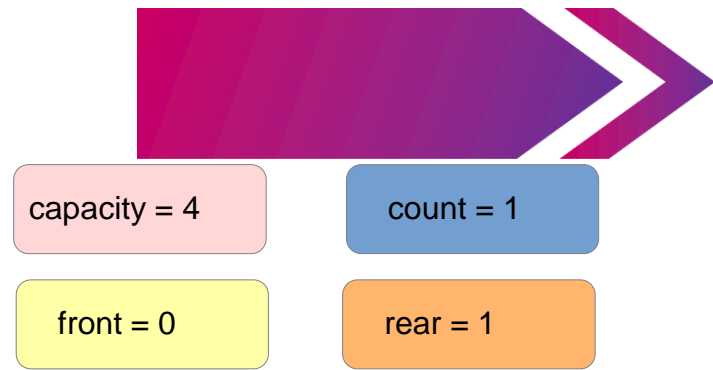 capacity = 4
count = 1
front = 0
rear = 1